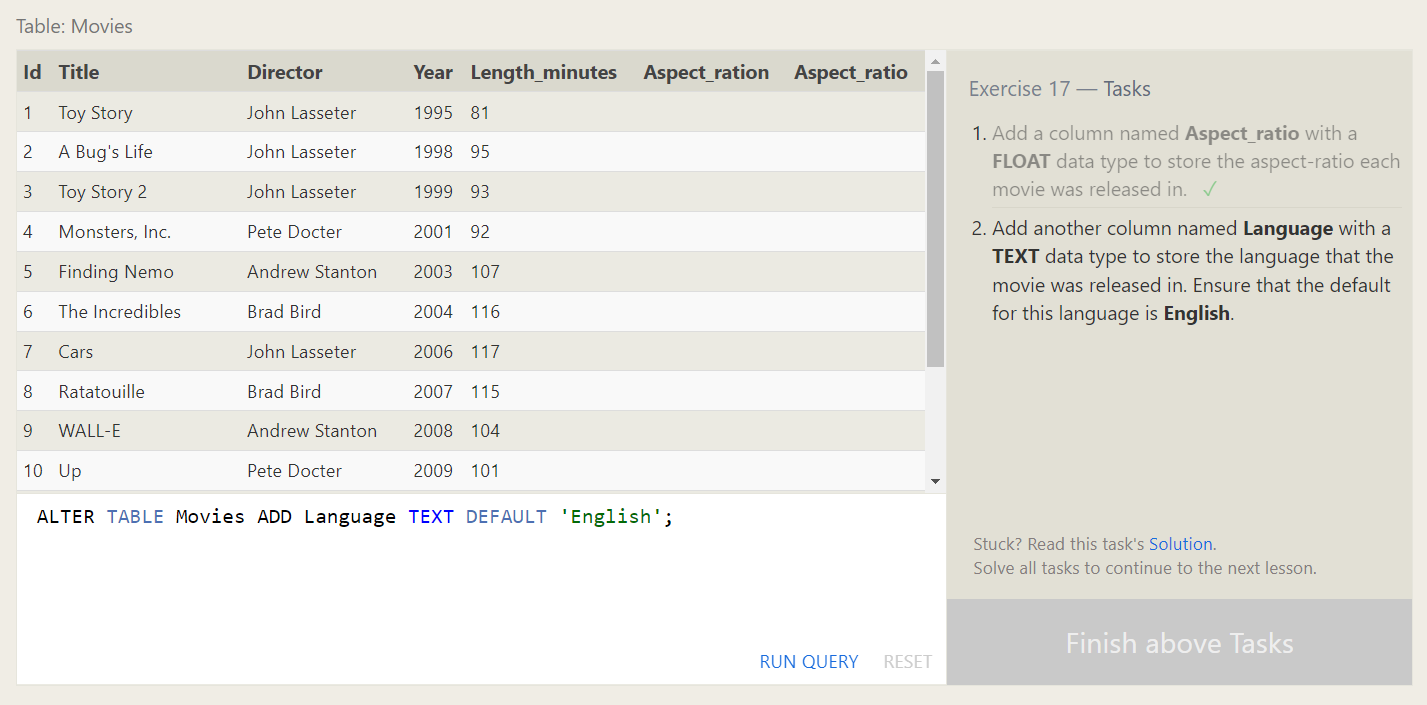 Table: Movies
Id Title Director Year Length_minutes Aspect_ration Aspect_ratio
1 Toy Story John Lasseter 1995 81
2 A Bug's Life John Lasseter 1998 95
3 Toy Story 2 John Lasseter 1999 93
4 Monsters, Inc. Pete Docter 2001 92
5 Finding Nemo Andrew Stanton 2003 107
6 The Incredibles Brad Bird 2004 116
7 Cars John Lasseter 2006 117
8 Ratatouille Brad Bird 2007 115
9 WALL-E Andrew Stanton 2008 104
10 Up Pete Docter 2009 101
ALTER TABLE Movies ADD Language TEXT DEFAULT 'English';
RUN QUERY RESET
Exercise 17 — Tasks
1. Add a column named Aspect_ratio with a
FLOAT data type to store the aspect-ratio each
movie was released in. ✓
2. Add another column named Language with a
TEXT data type to store the language that the
movie was released in. Ensure that the default
for this language is English.
Stuck? Read this task's Solution.
Solve all tasks to continue to the next lesson.
Finish above Tasks